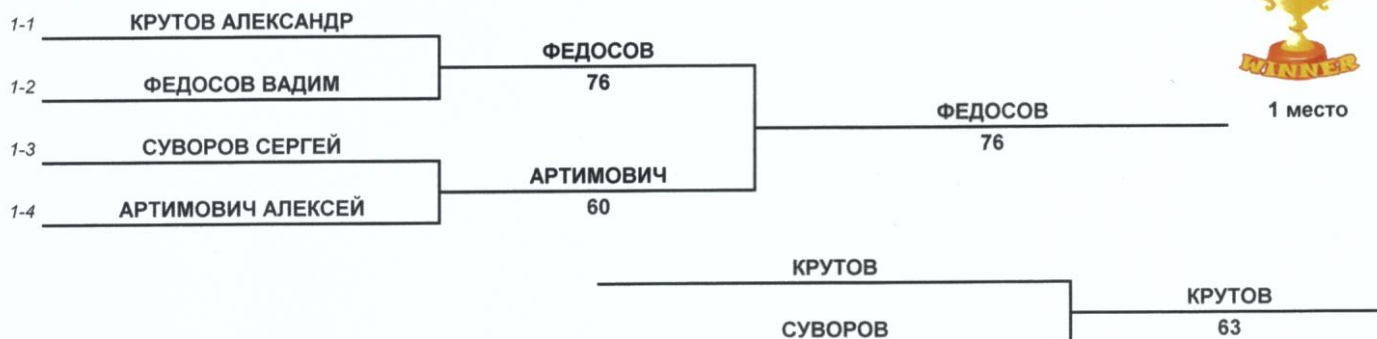 1-1 КРУТОВ АЛЕКСАНДР
ФЕДОСОВ
76
1-2 ФЕДОСОВ ВАДИМ
WINNER
ФЕДОСОВ
76
1 место
1-3 СУВОРОВ СЕРГЕЙ
АРТИМОВИЧ
60
1-4 АРТИМОВИЧ АЛЕКСЕЙ
КРУТОВ
КРУТОВ
63
СУВОРОВ